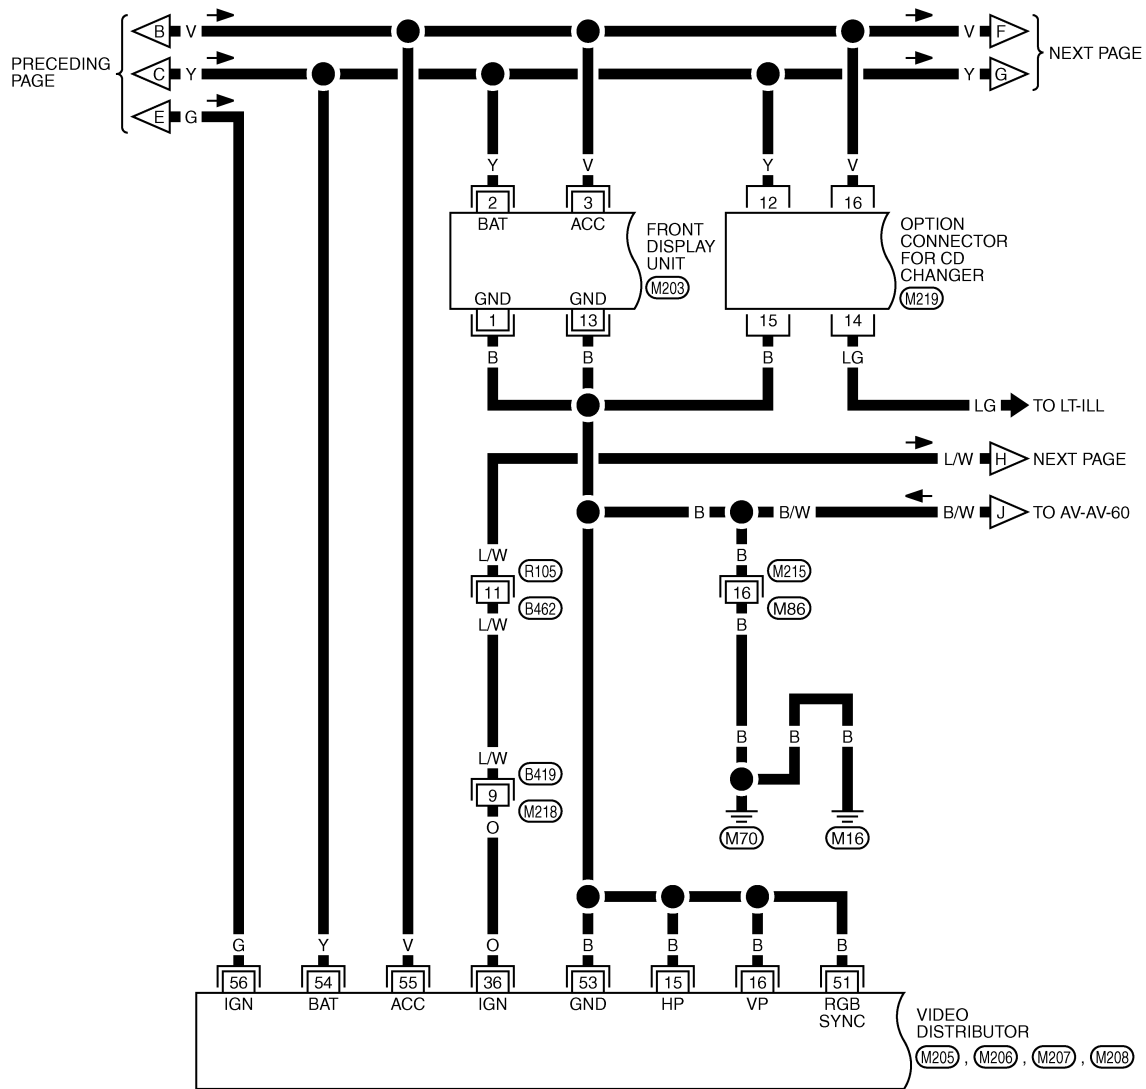 B V V F
PRECEDING
PAGE
C Y Y G
NEXT PAGE
E G
Y V Y V
2 3 12 16
BAT ACC
FRONT
DISPLAY
UNIT
M203
OPTION
CONNECTOR
FOR CD
CHANGER
M219
GND GND
1 13 15 14
B B B LG
LG TO LT-ILL
L/W H NEXT PAGE
B B/W B/W J TO AV-AV-60
L/W R105 B M215
11 16
B462 M86
L/W B
B B B
L/W B419
9
M218
O
M70 M16
G Y V O B B B B
56 54 55 36 53 15 16 51
IGN BAT ACC IGN GND HP VP RGB
SYNC
VIDEO
DISTRIBUTOR
M205 , M206 , M207 , M208